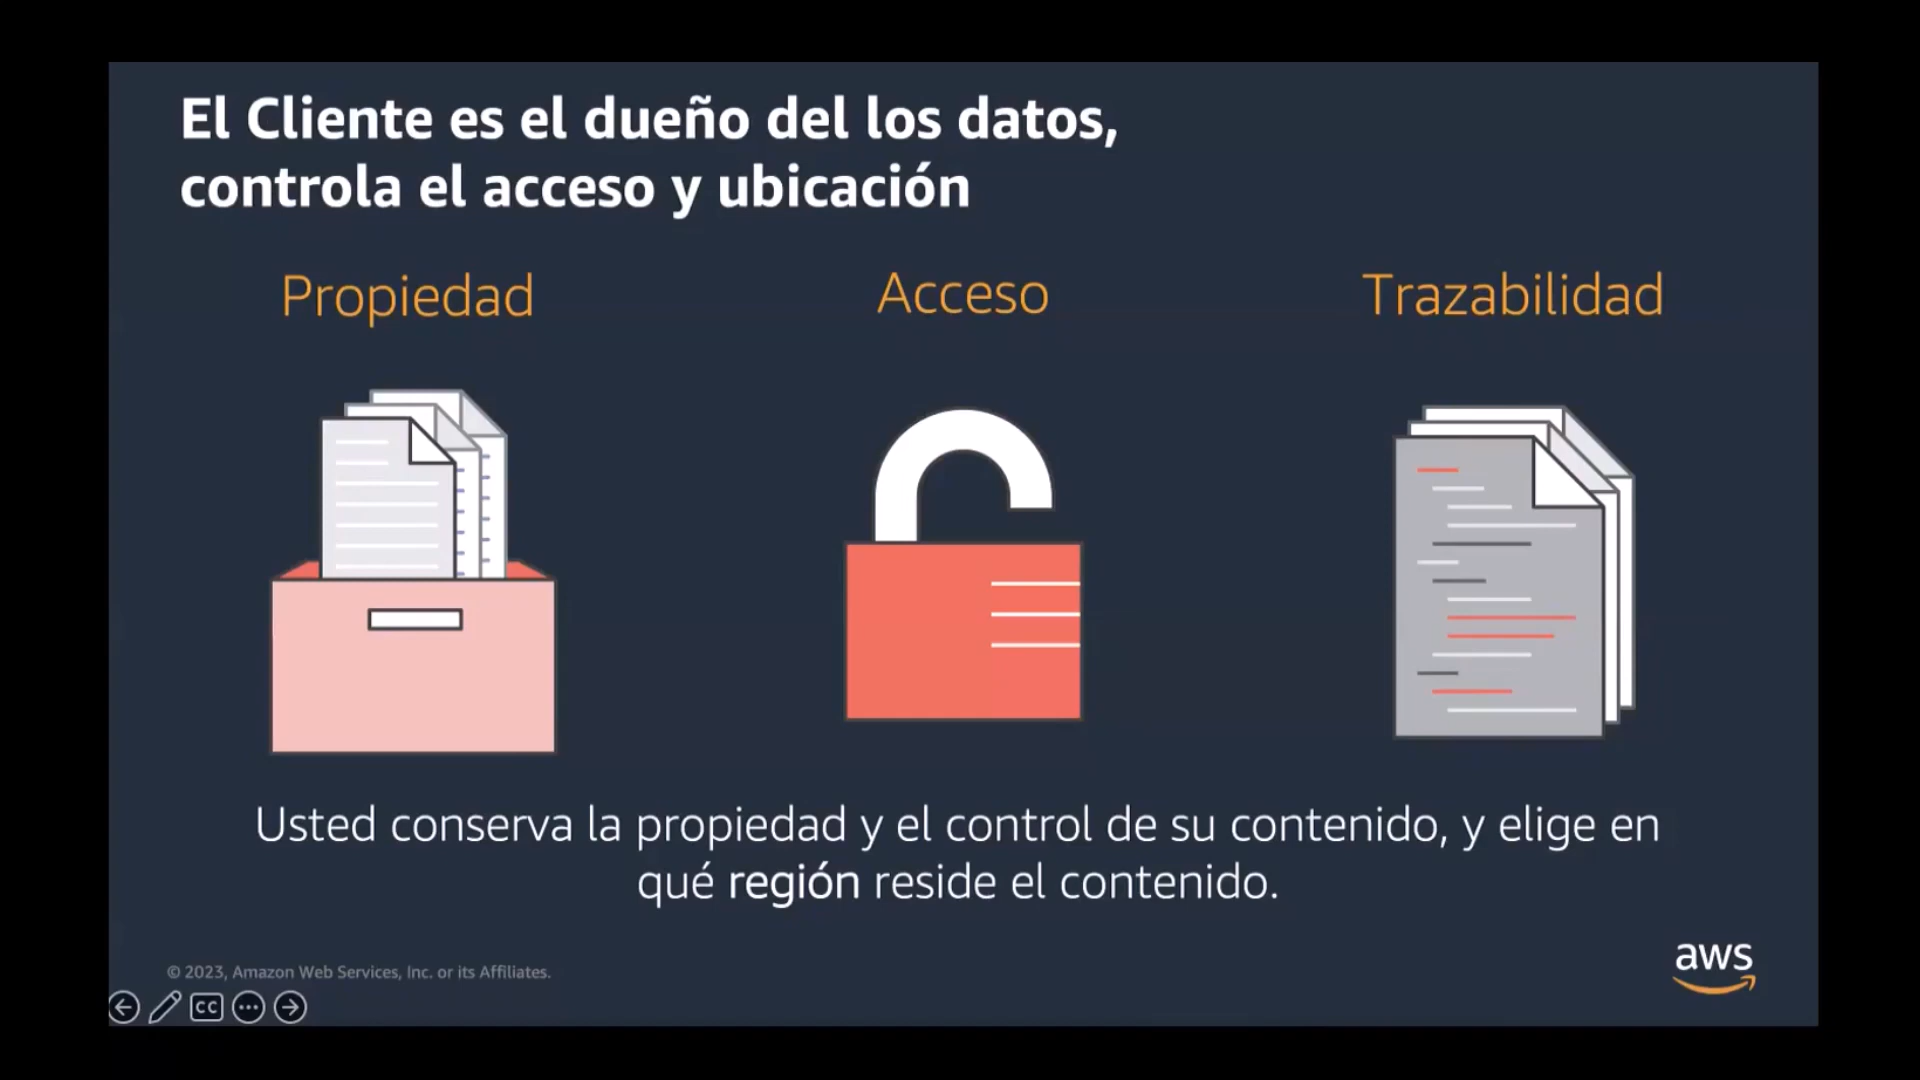 El Cliente es el dueño del los datos,
controla el acceso y ubicación
Propiedad
Acceso
Trazabilidad
Usted conserva la propiedad y el control de su contenido, y elige en
qué región reside el contenido.
© 2023, Amazon Web Services, Inc. or its Affiliates.
aws
CC